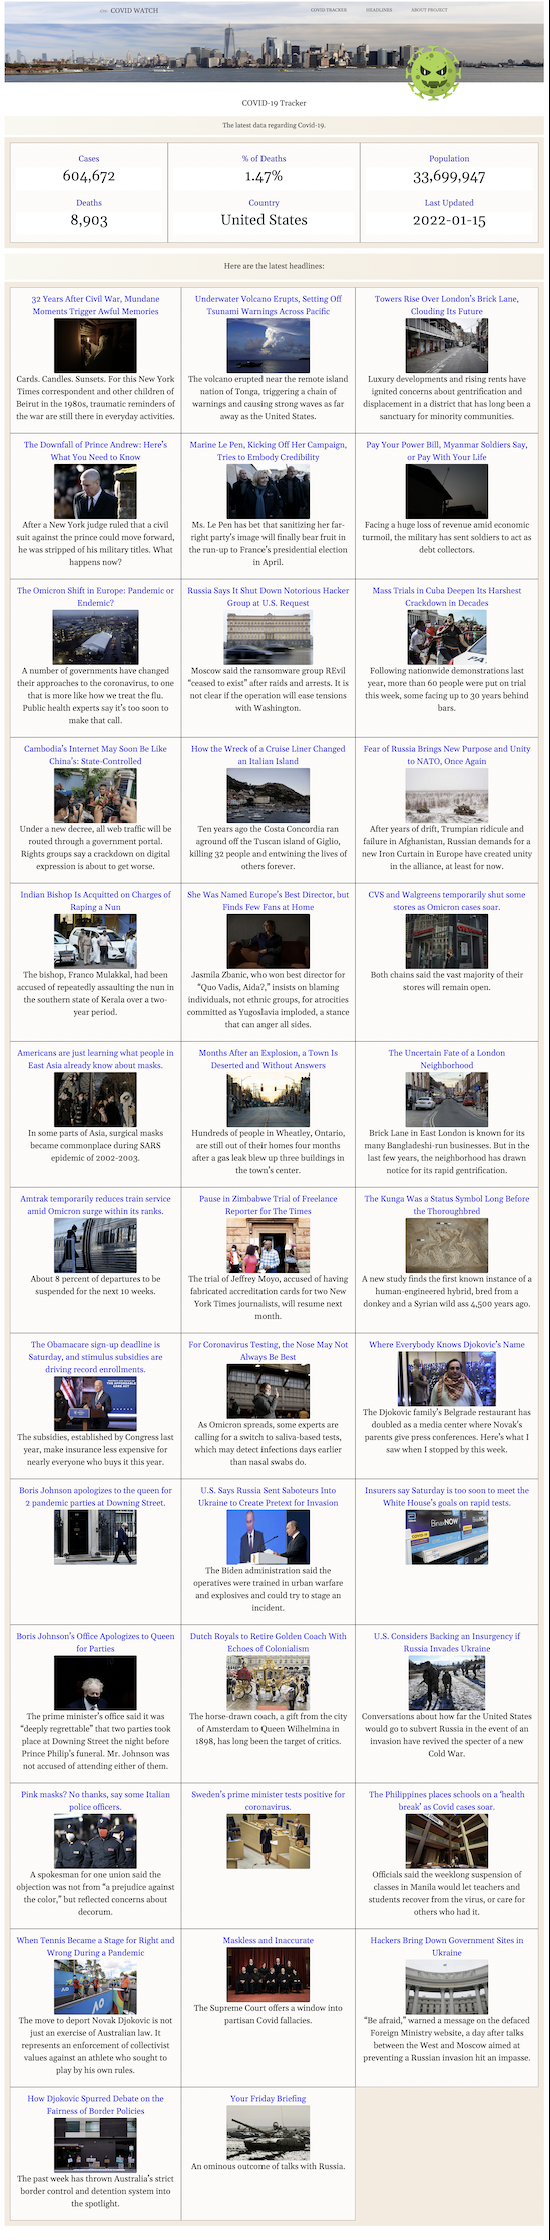 COVID WATCH
COVID TRACKER HEADLINES ABOUT PROJECT
COVID-19 Tracker
The latest data regarding Covid-19.
Cases
604,672
% of Deaths
1.47%
Population
33,699,947
Deaths
8,903
Country
United States
Last Updated
2022-01-15
Here are the latest headlines:
32 Years After Civil War, Mundane
Moments Trigger Awful Memories
Cards. Candles. Sunsets. For this New York
Times correspondent and other children of
Beirut in the 1980s, traumatic reminders of
the war are still there in everyday activities.
Underwater Volcano Erupts, Setting Off
Tsunami Warnings Across Pacific
The volcano erupted near the remote island
nation of Tonga, triggering a chain of
warnings and causing strong waves as far
away as the United States.
Towers Rise Over London's Brick Lane,
Clouding Its Future
Luxury developments and rising rents have
ignited concerns about gentrification and
displacement in a district that has long been a
sanctuary for minority communities.
The Downfall of Prince Andrew: Here's
What You Need to Know
After a New York judge ruled that a civil
suit against the prince could move forward,
he was stripped of his military titles. What
happens now?
Marine Le Pen, Kicking Off Her Campaign,
Tries to Embody Credibility
Ms. Le Pen has bet that sanitizing her far-
right party's image will finally bear fruit in
the run-up to France's presidential election
in April.
Pay Your Power Bill, Myanmar Soldiers Say,
or Pay With Your Life
Facing a huge loss of revenue amid economic
turmoil, the military has sent soldiers to act as
debt collectors.
The Omicron Shift in Europe: Pandemic or
Endemic?
A number of governments have changed
their approaches to the coronavirus, to one
that is more like how we treat the flu.
Public health experts say it's too soon to
make that call.
Russia Says It Shut Down Notorious Hacker
Group at U.S. Request
Moscow said the ransomware group REvil
“ceased to exist” after raids and arrests. It is
not clear if the operation will ease tensions
with Washington.
Mass Trials in Cuba Deepen Its Harshest
Crackdown in Decades
Following nationwide demonstrations last
year, more than 60 people were put on trial
this week, some facing up to 30 years behind
bars.
Cambodia's Internet May Soon Be Like
China's: State-Controlled
Under a new decree, all web traffic will be
routed through a government portal.
Rights groups say a crackdown on digital
expression is about to get worse.
How the Wreck of a Cruise Liner Changed
an Italian Island
Ten years ago the Costa Concordia ran
aground off the Tuscan island of Giglio,
killing 32 people and entwining the lives of
others forever.
Fear of Russia Brings New Purpose and Unity
to NATO, Once Again
After years of drift, Trumpian ridicule and
failure in Afghanistan, Russian demands for a
new Iron Curtain in Europe have created unity
in the alliance, at least for now.
Indian Bishop Is Acquitted on Charges of
Raping a Nun
The bishop, Franco Mulakkal, had been
accused of repeatedly assaulting the nun in
the southern state of Kerala over a two-
year period.
She Was Named Europe's Best Director, but
Finds Few Fans at Home
Jasmila Zbanic, who won best director for
“Quo Vadis, Aida?,” insists on blaming
individuals, not ethnic groups, for atrocities
committed as Yugoslavia imploded, a stance
that can anger all sides.
CVS and Walgreens temporarily shut some
stores as Omicron cases soar.
Both chains said the vast majority of their
stores will remain open.
Americans are just learning what people in
East Asia already know about masks.
In some parts of Asia, surgical masks
became commonplace during SARS
epidemic of 2002-2003.
Months After an Explosion, a Town Is
Deserted and Without Answers
Hundreds of people in Wheatley, Ontario,
are still out of their homes four months
after a gas leak blew up three buildings in
the town's center.
The Uncertain Fate of a London
Neighborhood
Brick Lane in East London is known for its
many Bangladeshi-run businesses. But in the
last few years, the neighborhood has drawn
notice for its rapid gentrification.
Amtrak temporarily reduces train service
amid Omicron surge within its ranks.
About 8 percent of departures to be
suspended for the next 10 weeks.
Pause in Zimbabwe Trial of Freelance
Reporter for The Times
The trial of Jeffrey Moyo, accused of having
fabricated accreditation cards for two New
York Times journalists, will resume next
month.
The Kunga Was a Status Symbol Long Before
the Thoroughbred
A new study finds the first known instance of a
human-engineered hybrid, bred from a
donkey and a Syrian wild ass 4,500 years ago.
The Obamacare sign-up deadline is
Saturday, and stimulus subsidies are
driving record enrollments.
The subsidies, established by Congress last
year, make insurance less expensive for
nearly everyone who buys it this year.
For Coronavirus Testing, the Nose May Not
Always Be Best
As Omicron spreads, some experts are
calling for a switch to saliva-based tests,
which may detect infections days earlier
than nasal swabs do.
Where Everybody Knows Djokovic's Name
The Djokovic family's Belgrade restaurant has
doubled as a media center where Novak's
parents give press conferences. Here's what I
saw when I stopped by this week.
Boris Johnson apologizes to the queen for
2 pandemic parties at Downing Street.
U.S. Says Russia Sent Saboteurs Into
Ukraine to Create Pretext for Invasion
The Biden administration said the
operatives were trained in urban warfare
and explosives and could try to stage an
incident.
Insurers say Saturday is too soon to meet the
White House's goals on rapid tests.
BinaxNOW
Boris Johnson's Office Apologizes to Queen
for Parties
The prime minister's office said it was
“deeply regrettable” that two parties took
place at Downing Street the night before
Prince Philip's funeral. Mr. Johnson was
not accused of attending either of them.
Dutch Royals to Retire Golden Coach With
Echoes of Colonialism
The horse-drawn coach, a gift from the city
of Amsterdam to Queen Wilhelmina in
1898, has long been the target of critics.
U.S. Considers Backing an Insurgency if
Russia Invades Ukraine
Conversations about how far the United States
would go to subvert Russia in the event of an
invasion have revived the specter of a new
Cold War.
Pink masks? No thanks, say some Italian
police officers.
A spokesman for one union said the
objection was not from “a prejudice against
the color,” but reflected concerns about
decorum.
Sweden's prime minister tests positive for
coronavirus.
The Philippines places schools on a ‘health
break’ as Covid cases soar.
Officials said the weeklong suspension of
classes in Manila would let teachers and
students recover from the virus, or care for
others who had it.
When Tennis Became a Stage for Right and
Wrong During a Pandemic
AO
The move to deport Novak Djokovic is not
just an exercise of Australian law. It
represents an enforcement of collectivist
values against an athlete who sought to
play by his own rules.
Maskless and Inaccurate
The Supreme Court offers a window into
partisan Covid fallacies.
Hackers Bring Down Government Sites in
Ukraine
“Be afraid,” warned a message on the defaced
Foreign Ministry website, a day after talks
between the West and Moscow aimed at
preventing a Russian invasion hit an impasse.
How Djokovic Spurred Debate on the
Fairness of Border Policies
The past week has thrown Australia's strict
border control and detention system into
the spotlight.
Your Friday Briefing
An ominous outcome of talks with Russia.